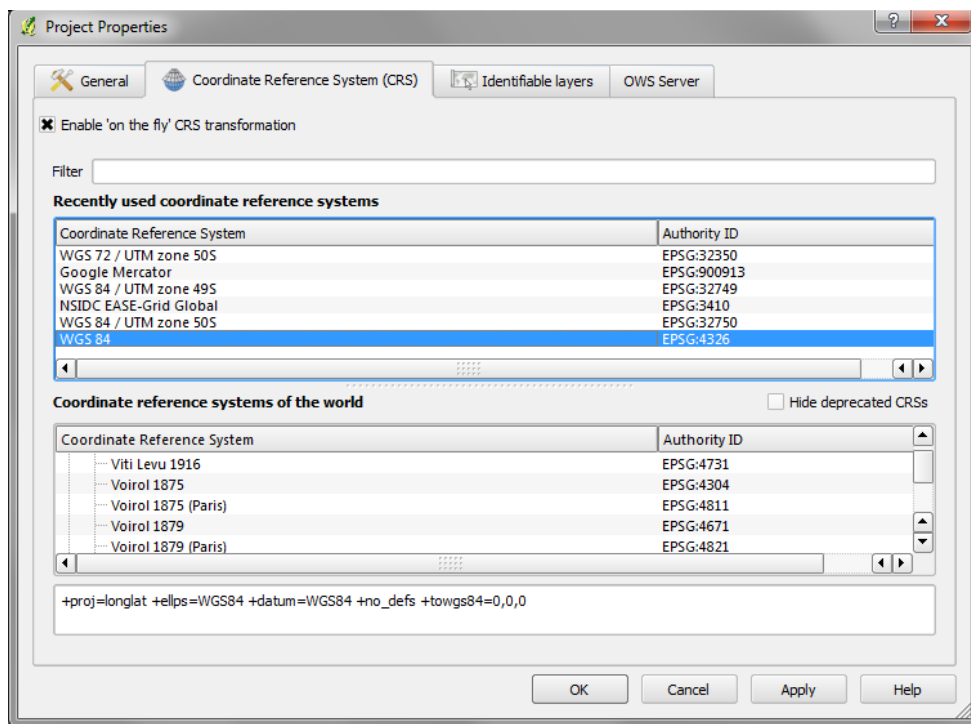 Project Properties
General Coordinate Reference System (CRS) Identifiable layers OWS Server
Enable 'on the fly' CRS transformation
Filter
Recently used coordinate reference systems
Coordinate Reference System Authority ID
WGS 72 / UTM zone 50S EPSG:32350
Google Mercator EPSG:900913
WGS 84 / UTM zone 49S EPSG:32749
NSIDC EASE-Grid Global EPSG:3410
WGS 84 / UTM zone 50S EPSG:32750
WGS 84 EPSG:4326
Coordinate reference systems of the world Hide deprecated CRSs
Coordinate Reference System Authority ID
Viti Levu 1916 EPSG:4731
Voirol 1875 EPSG:4304
Voirol 1875 (Paris) EPSG:4811
Voirol 1879 EPSG:4671
Voirol 1879 (Paris) EPSG:4821
+proj=longlat +ellps=WGS84 +datum=WGS84 +no_defs +towgs84=0,0,0
OK Cancel Apply Help